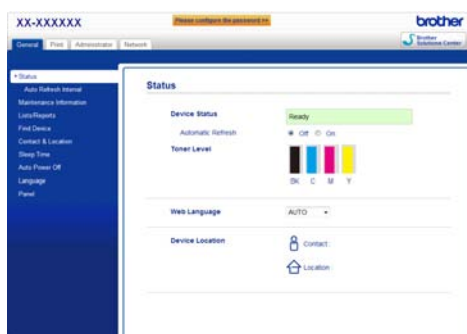 XX-XXXXXX
Please configure the password >>
brother
General
Print
Administrator
Network
Brother
Solutions Center
Status
Auto Refresh Interval
Maintenance Information
Lists/Reports
Find Device
Contact & Location
Sleep Time
Auto Power Off
Language
Panel
Status
Device Status
Ready
Automatic Refresh
Off
On
Toner Level
BK C M Y
Web Language
AUTO
Device Location
Contact :
Location :